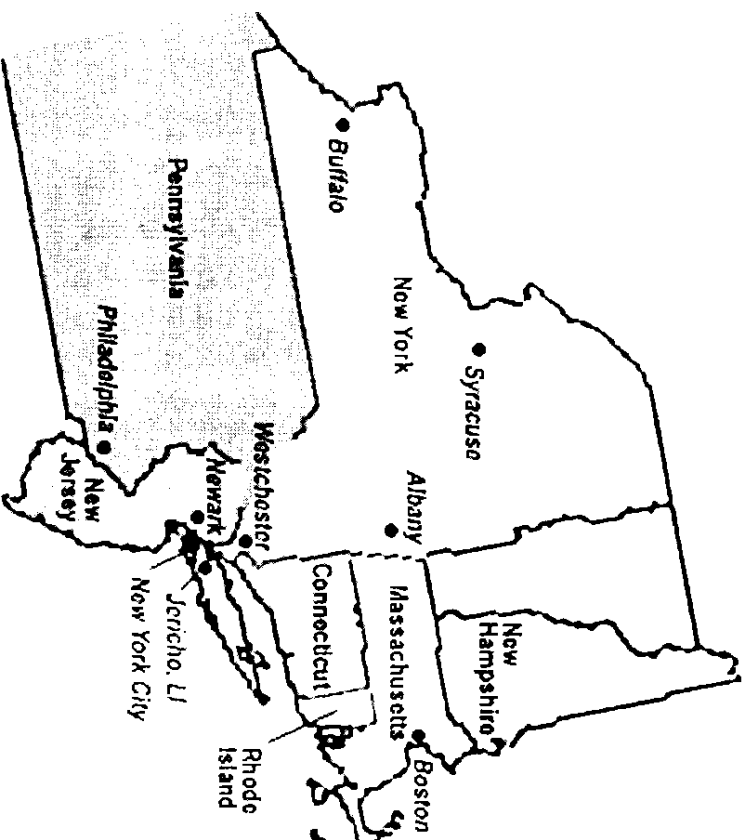 Buffalo
Syracuse
New York
Albany
New
Hampshire
Massachusetts
Boston
Connecticut
Rhode
Island
Westchester
Newark
Pennsylvania
Philadelphia
New
Jersey
Jericho, LI
New York City